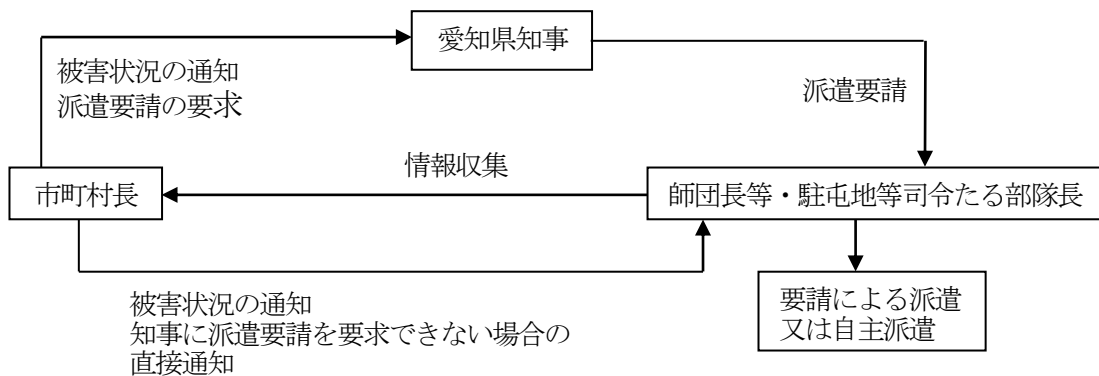 愛知県知事
被害状況の通知
派遣要請の要求
派遣要請
情報収集
市町村長
師団長等・駐屯地等司令たる部隊長
被害状況の通知
知事に派遣要請を要求できない場合の
直接通知
要請による派遣
又は自主派遣